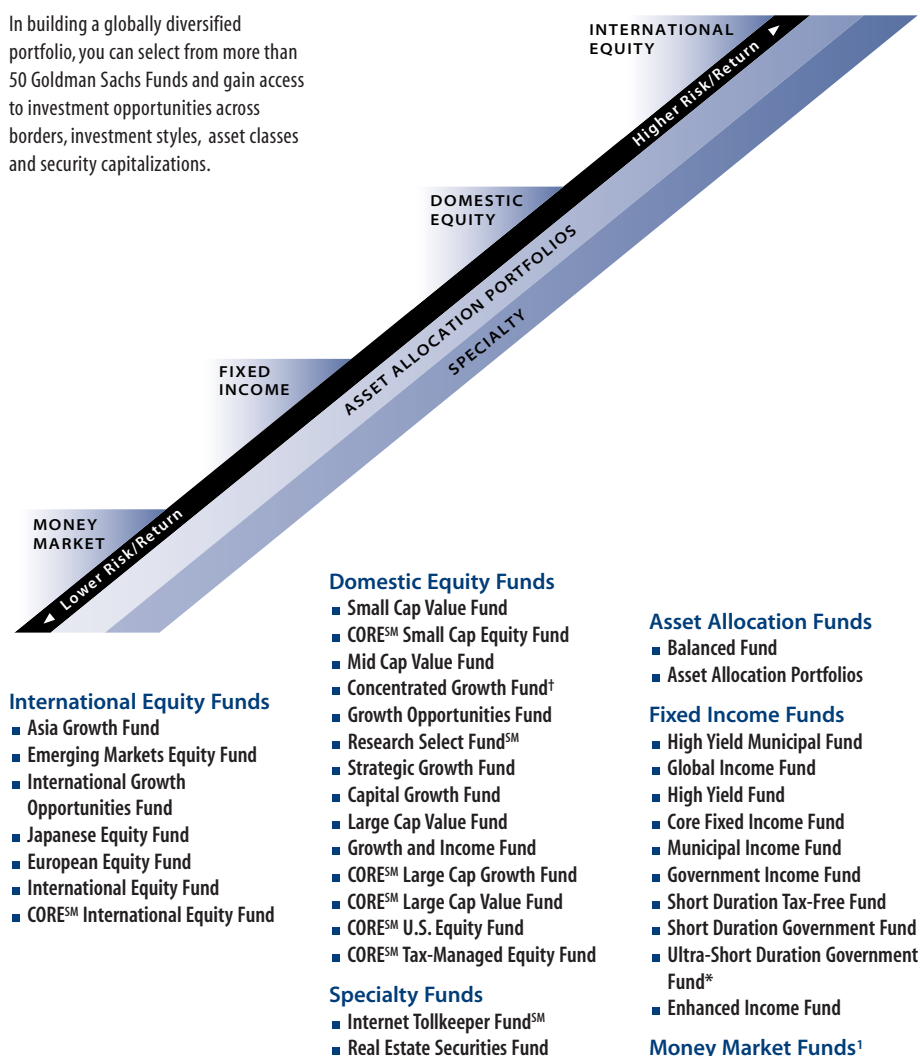 In building a globally diversified
portfolio, you can select from more than
50 Goldman Sachs Funds and gain access
to investment opportunities across
borders, investment styles, asset classes
and security capitalizations.
INTERNATIONAL
EQUITY
Higher Risk/Return
DOMESTIC
EQUITY
ASSET ALLOCATION PORTFOLIOS
SPECIALTY
FIXED
INCOME
MONEY
MARKET
Lower Risk/Return
International Equity Funds
■ Asia Growth Fund
■ Emerging Markets Equity Fund
■ International Growth
Opportunities Fund
■ Japanese Equity Fund
■ European Equity Fund
■ International Equity Fund
■ CORE℠ International Equity Fund
Domestic Equity Funds
■ Small Cap Value Fund
■ CORE℠ Small Cap Equity Fund
■ Mid Cap Value Fund
■ Concentrated Growth Fund†
■ Growth Opportunities Fund
■ Research Select Fund℠
■ Strategic Growth Fund
■ Capital Growth Fund
■ Large Cap Value Fund
■ Growth and Income Fund
■ CORE℠ Large Cap Growth Fund
■ CORE℠ Large Cap Value Fund
■ CORE℠ U.S. Equity Fund
■ CORE℠ Tax-Managed Equity Fund
Specialty Funds
■ Internet Tollkeeper Fund℠
■ Real Estate Securities Fund
Asset Allocation Funds
■ Balanced Fund
■ Asset Allocation Portfolios
Fixed Income Funds
■ High Yield Municipal Fund
■ Global Income Fund
■ High Yield Fund
■ Core Fixed Income Fund
■ Municipal Income Fund
■ Government Income Fund
■ Short Duration Tax-Free Fund
■ Short Duration Government Fund
■ Ultra-Short Duration Government
Fund*
■ Enhanced Income Fund
Money Market Funds¹